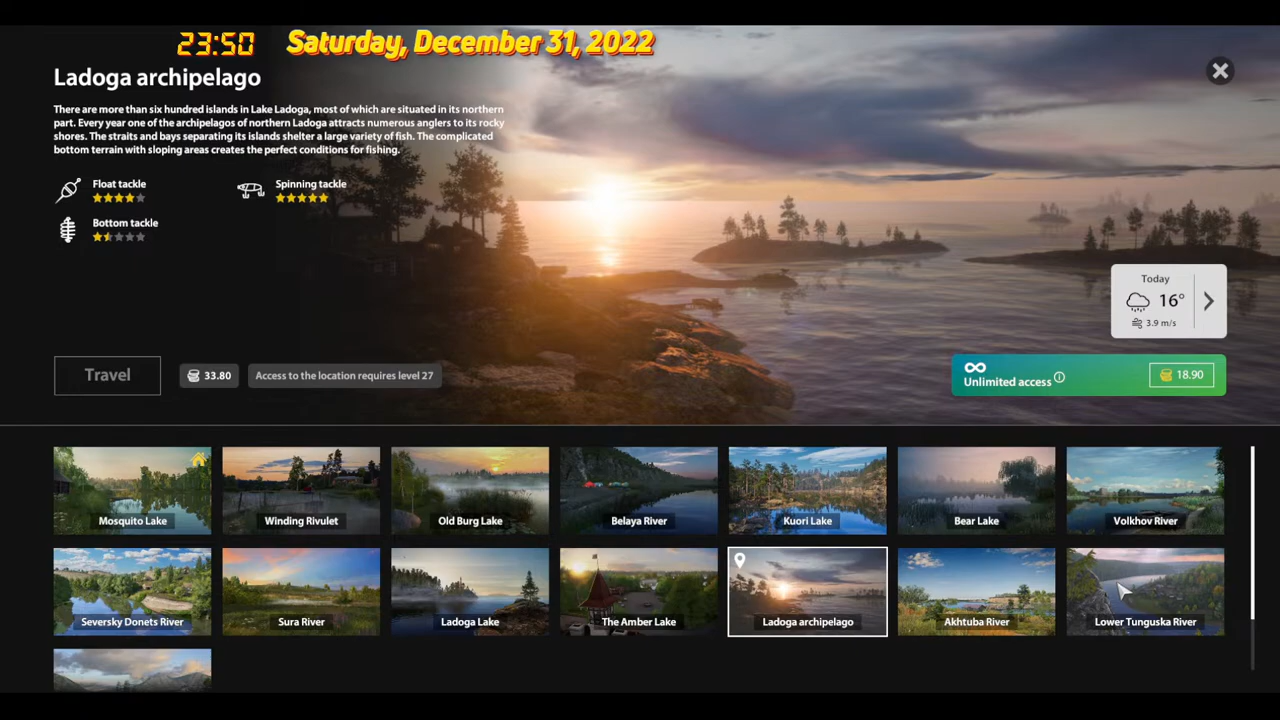 23:50
Saturday, December 31, 2022
Ladoga archipelago
There are more than six hundred islands in Lake Ladoga, most of which are situated in its northern
part. Every year one of the archipelagos of northern Ladoga attracts numerous anglers to its rocky
shores. The straits and bays separating its islands shelter a large variety of fish. The complicated
bottom terrain with sloping areas creates the perfect conditions for fishing.
Float tackle
Spinning tackle
Bottom tackle
Today
16°
3.9 m/s
Travel
33.80
Access to the location requires level 27
Unlimited access
18.90
Mosquito Lake
Winding Rivulet
Old Burg Lake
Belaya River
Kuori Lake
Bear Lake
Volkhov River
Seversky Donets River
Sura River
Ladoga Lake
The Amber Lake
Ladoga archipelago
Akhtuba River
Lower Tunguska River